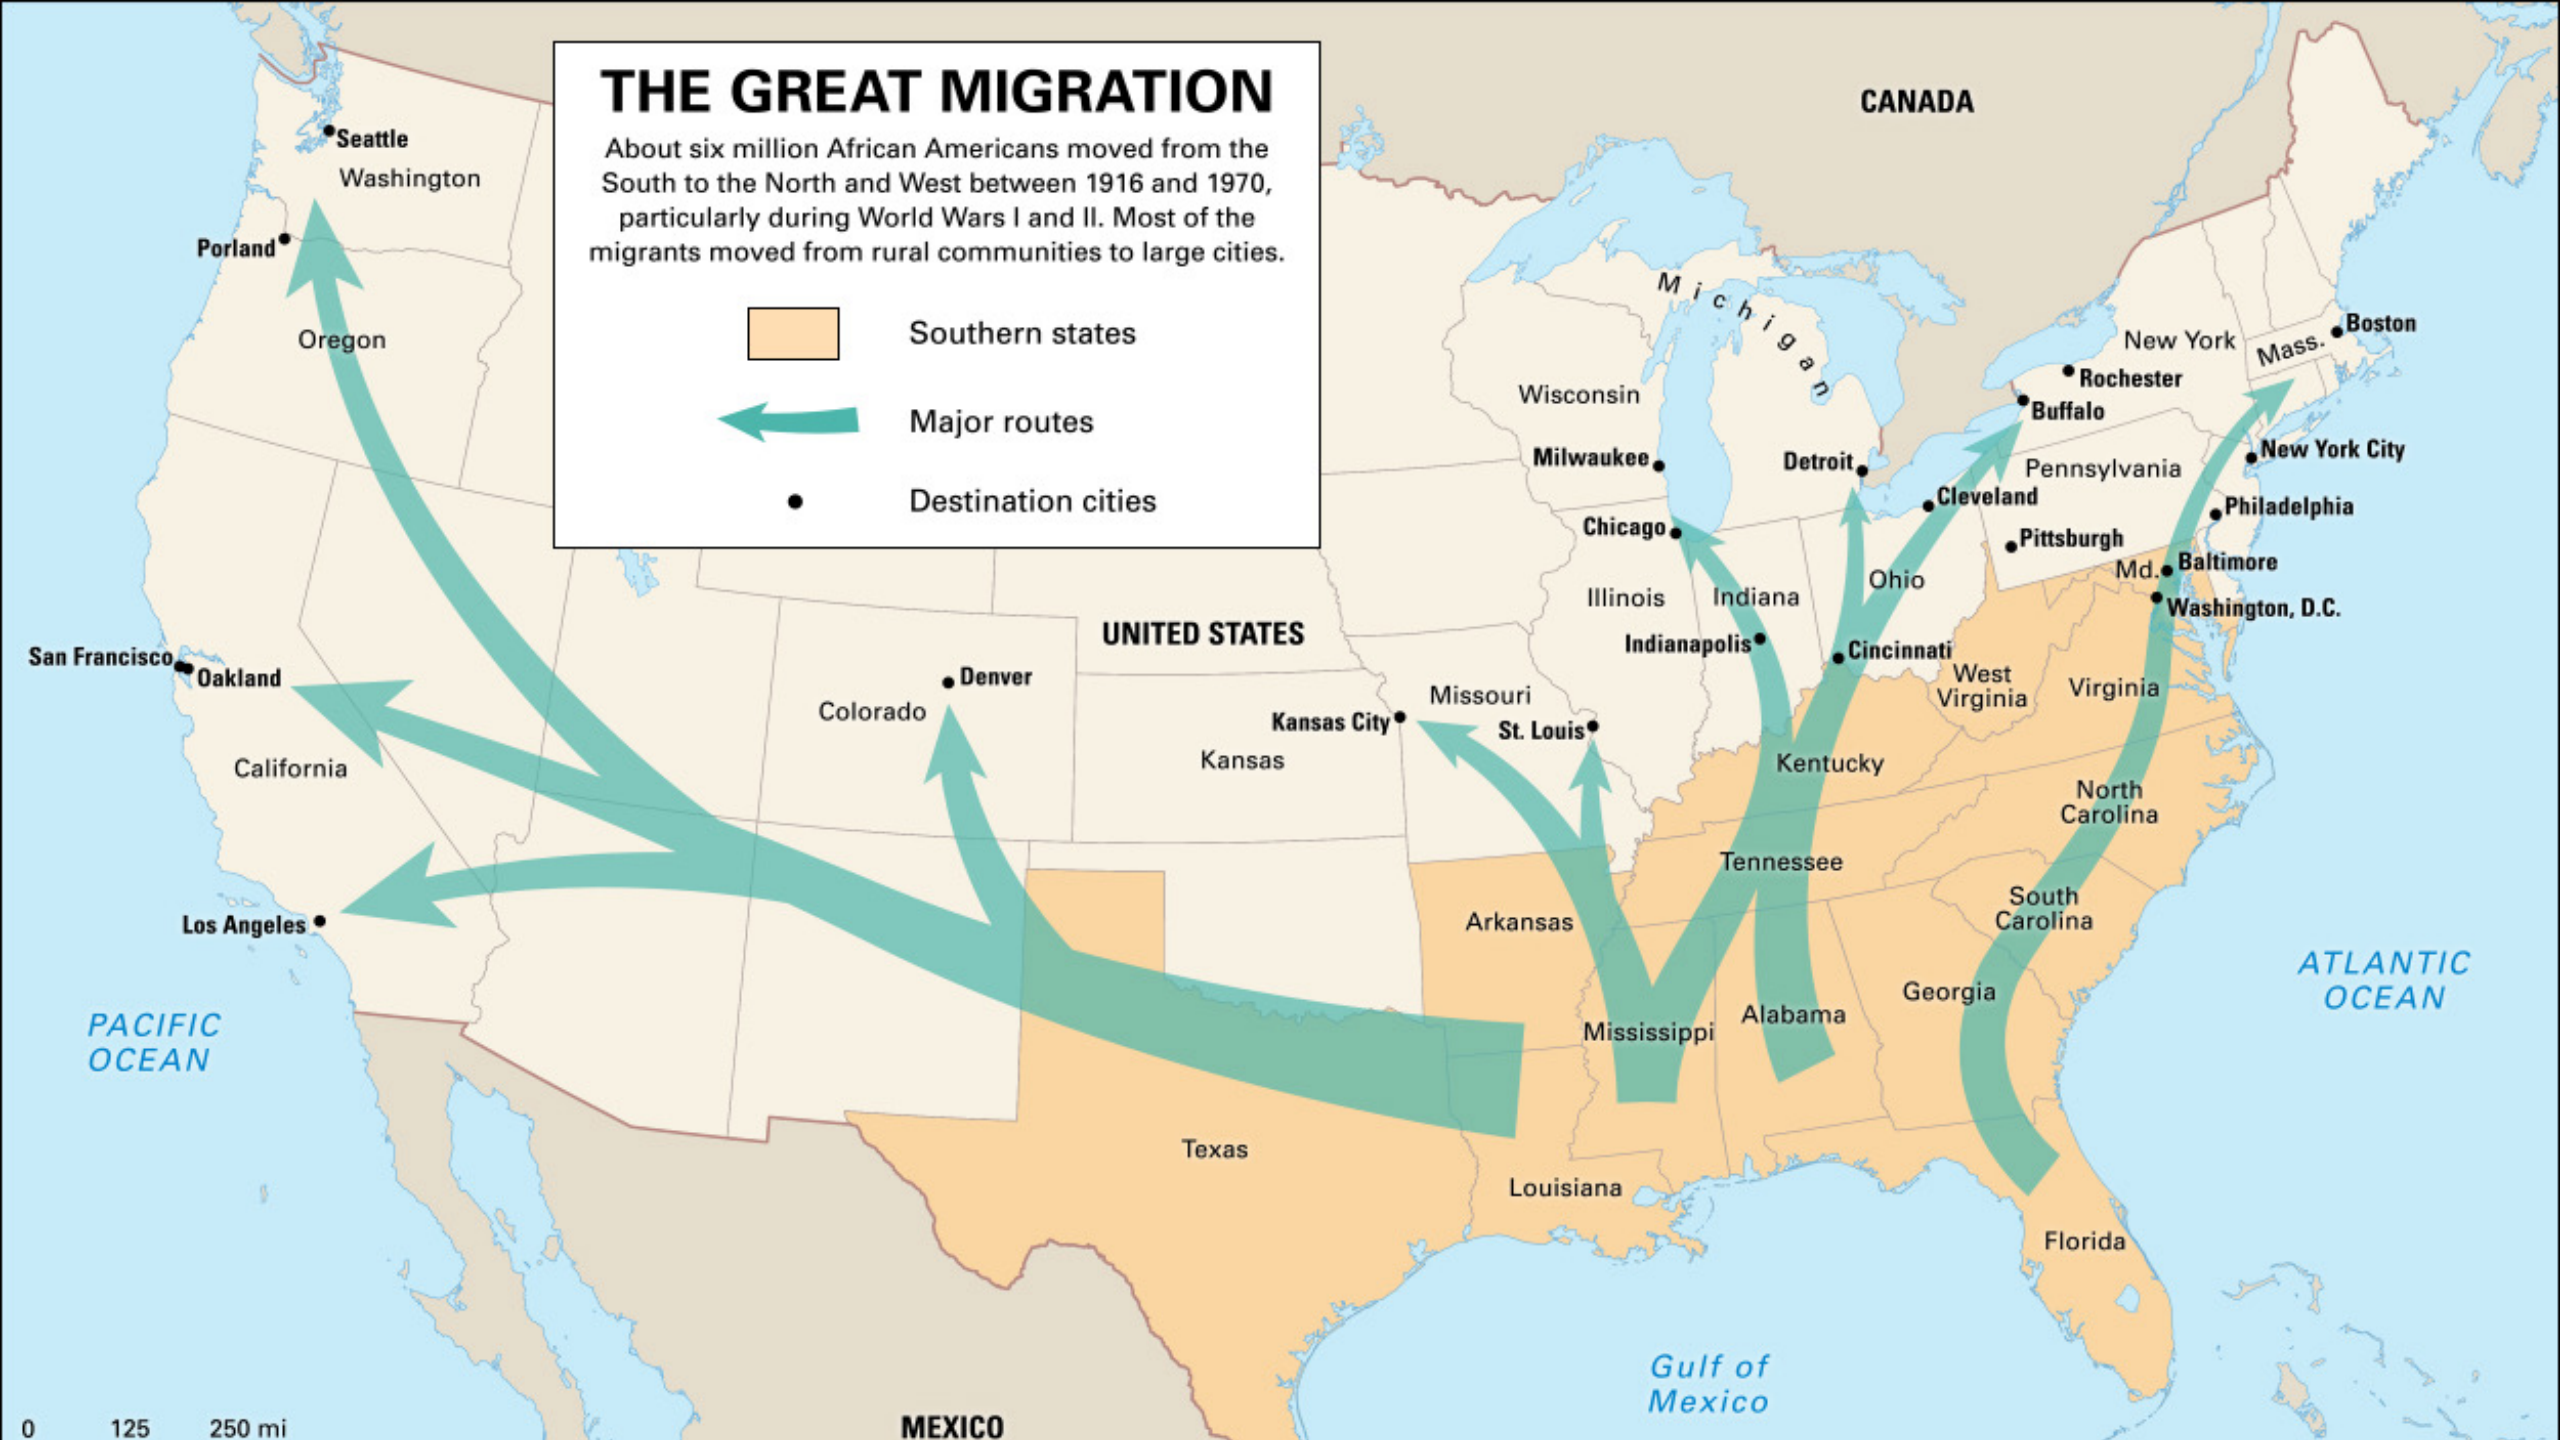 THE GREAT MIGRATION
About six million African Americans moved from the
South to the North and West between 1916 and 1970,
particularly during World Wars I and II. Most of the
migrants moved from rural communities to large cities.
Southern states
Major routes
Destination cities
CANADA
Seattle
Washington
Porland
Oregon
Michigan
Wisconsin
Milwaukee
Detroit
New York
Mass.
Boston
Rochester
Buffalo
New York City
Pennsylvania
Cleveland
Philadelphia
Pittsburgh
Chicago
Illinois
Indiana
Ohio
Md.
Baltimore
Washington, D.C.
Indianapolis
Cincinnati
UNITED STATES
San Francisco
Oakland
California
Denver
Colorado
Kansas City
Missouri
St. Louis
Kansas
West
Virginia
Virginia
Kentucky
North
Carolina
Tennessee
South
Carolina
Los Angeles
Arkansas
Georgia
Alabama
Mississippi
ATLANTIC
OCEAN
PACIFIC
OCEAN
Texas
Louisiana
Florida
Gulf of
Mexico
MEXICO
0 125 250 mi